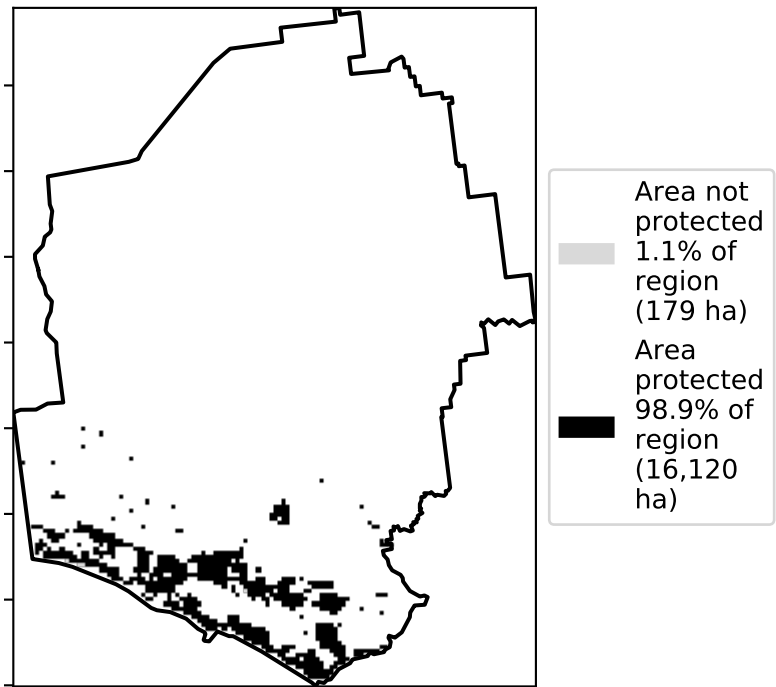 Area not
protected
1.1% of
region
(179 ha)
Area
protected
98.9% of
region
(16,120
ha)